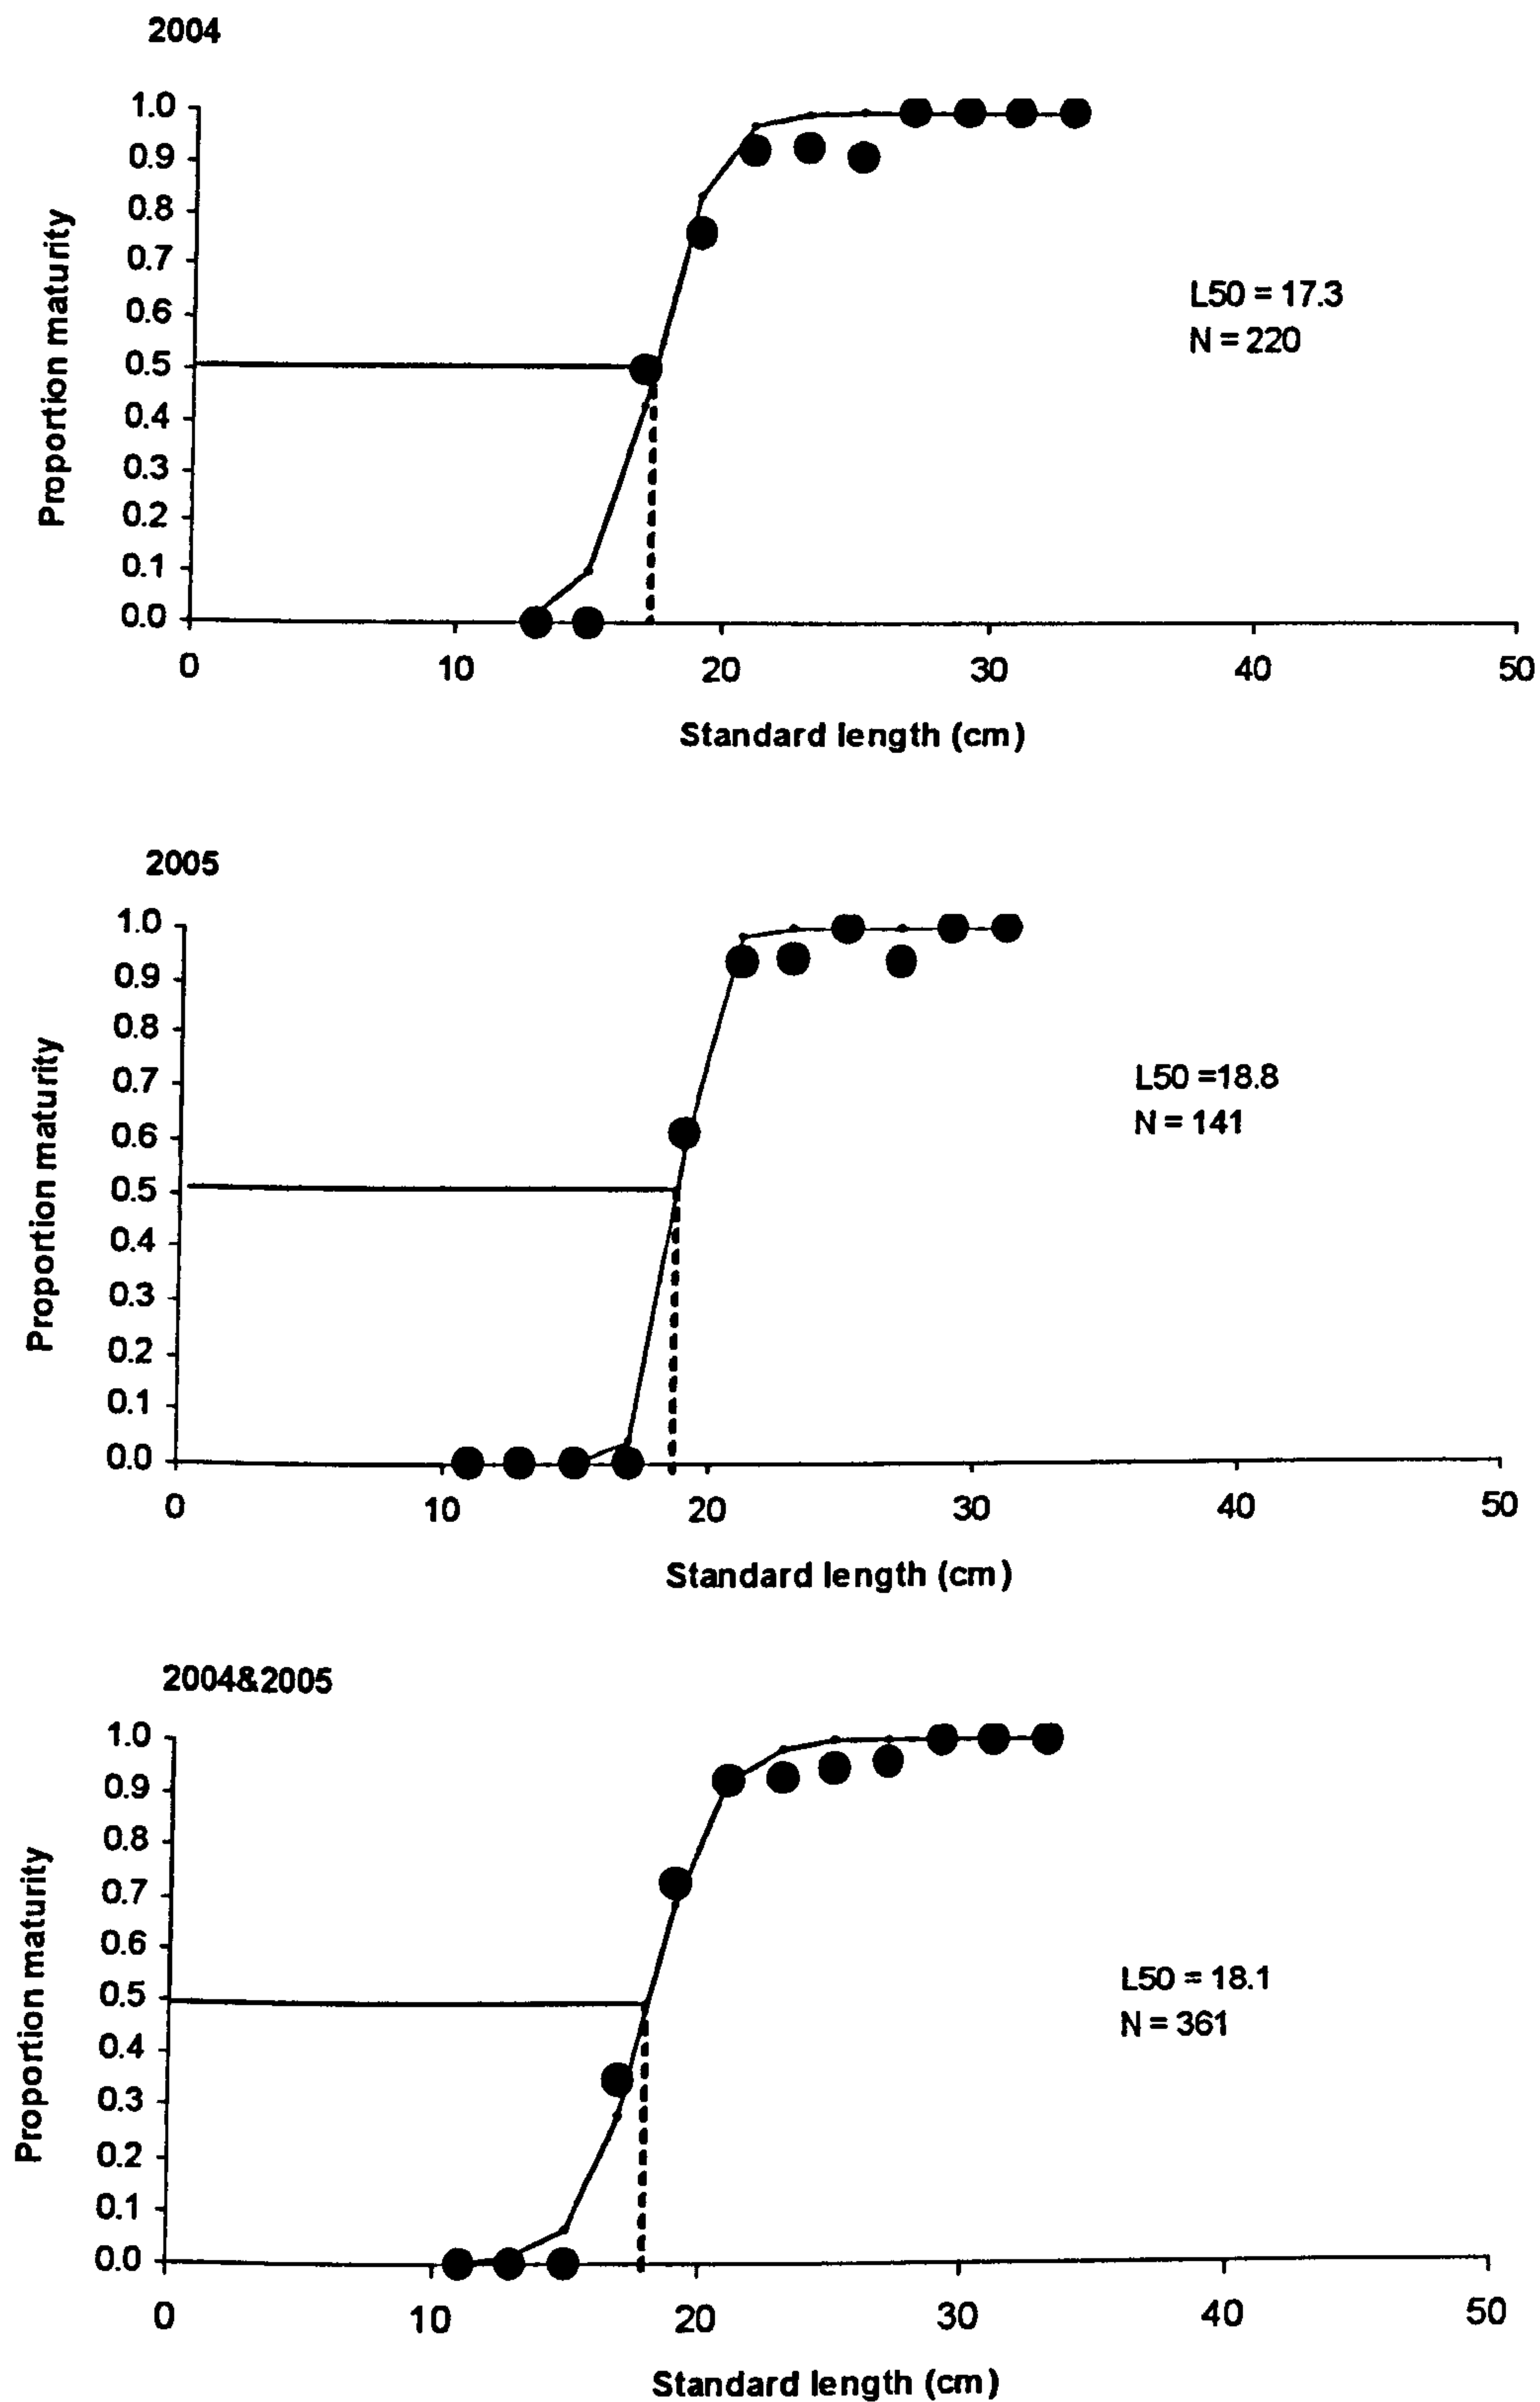 2004
1.0
0.9
0.8
0.7
0.6
0.5
0.4
0.3
0.2
0.1
0.0
Proportion maturity
L50 = 17.3
N = 220
0 10 20 30 40 50
Standard length (cm)
2005
1.0
0.9
0.8
0.7
0.6
0.5
0.4
0.3
0.2
0.1
0.0
Proportion maturity
L50 =18.8
N = 141
0 10 20 30 40 50
Standard length (cm)
2004&2005
1.0
0.9
0.8
0.7
0.6
0.5
0.4
0.3
0.2
0.1
0.0
Proportion maturity
L50 = 18.1
N = 361
0 10 20 30 40 50
Standard length (cm)